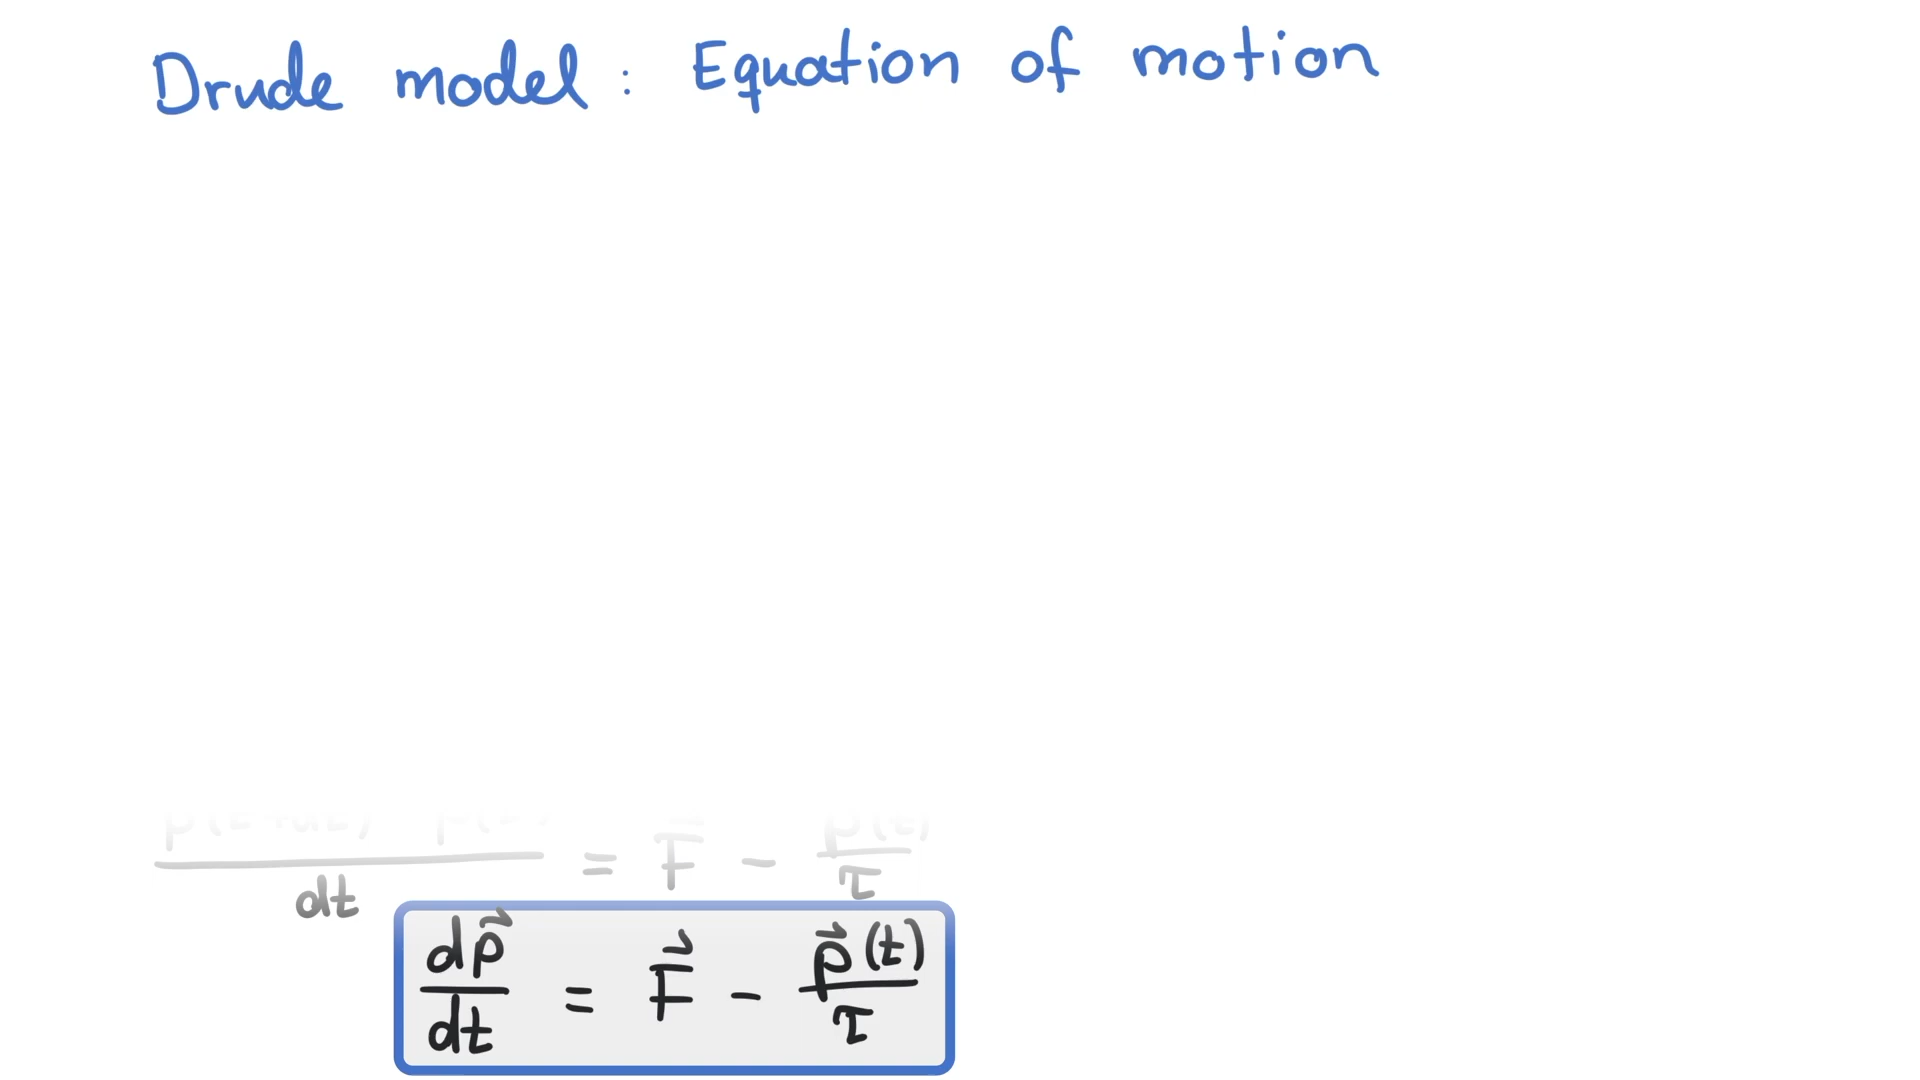 Drude model : Equation of motion
dt = F⃗ - p(t)/τ
dp⃗/dt = F⃗ - p⃗(t)/τ